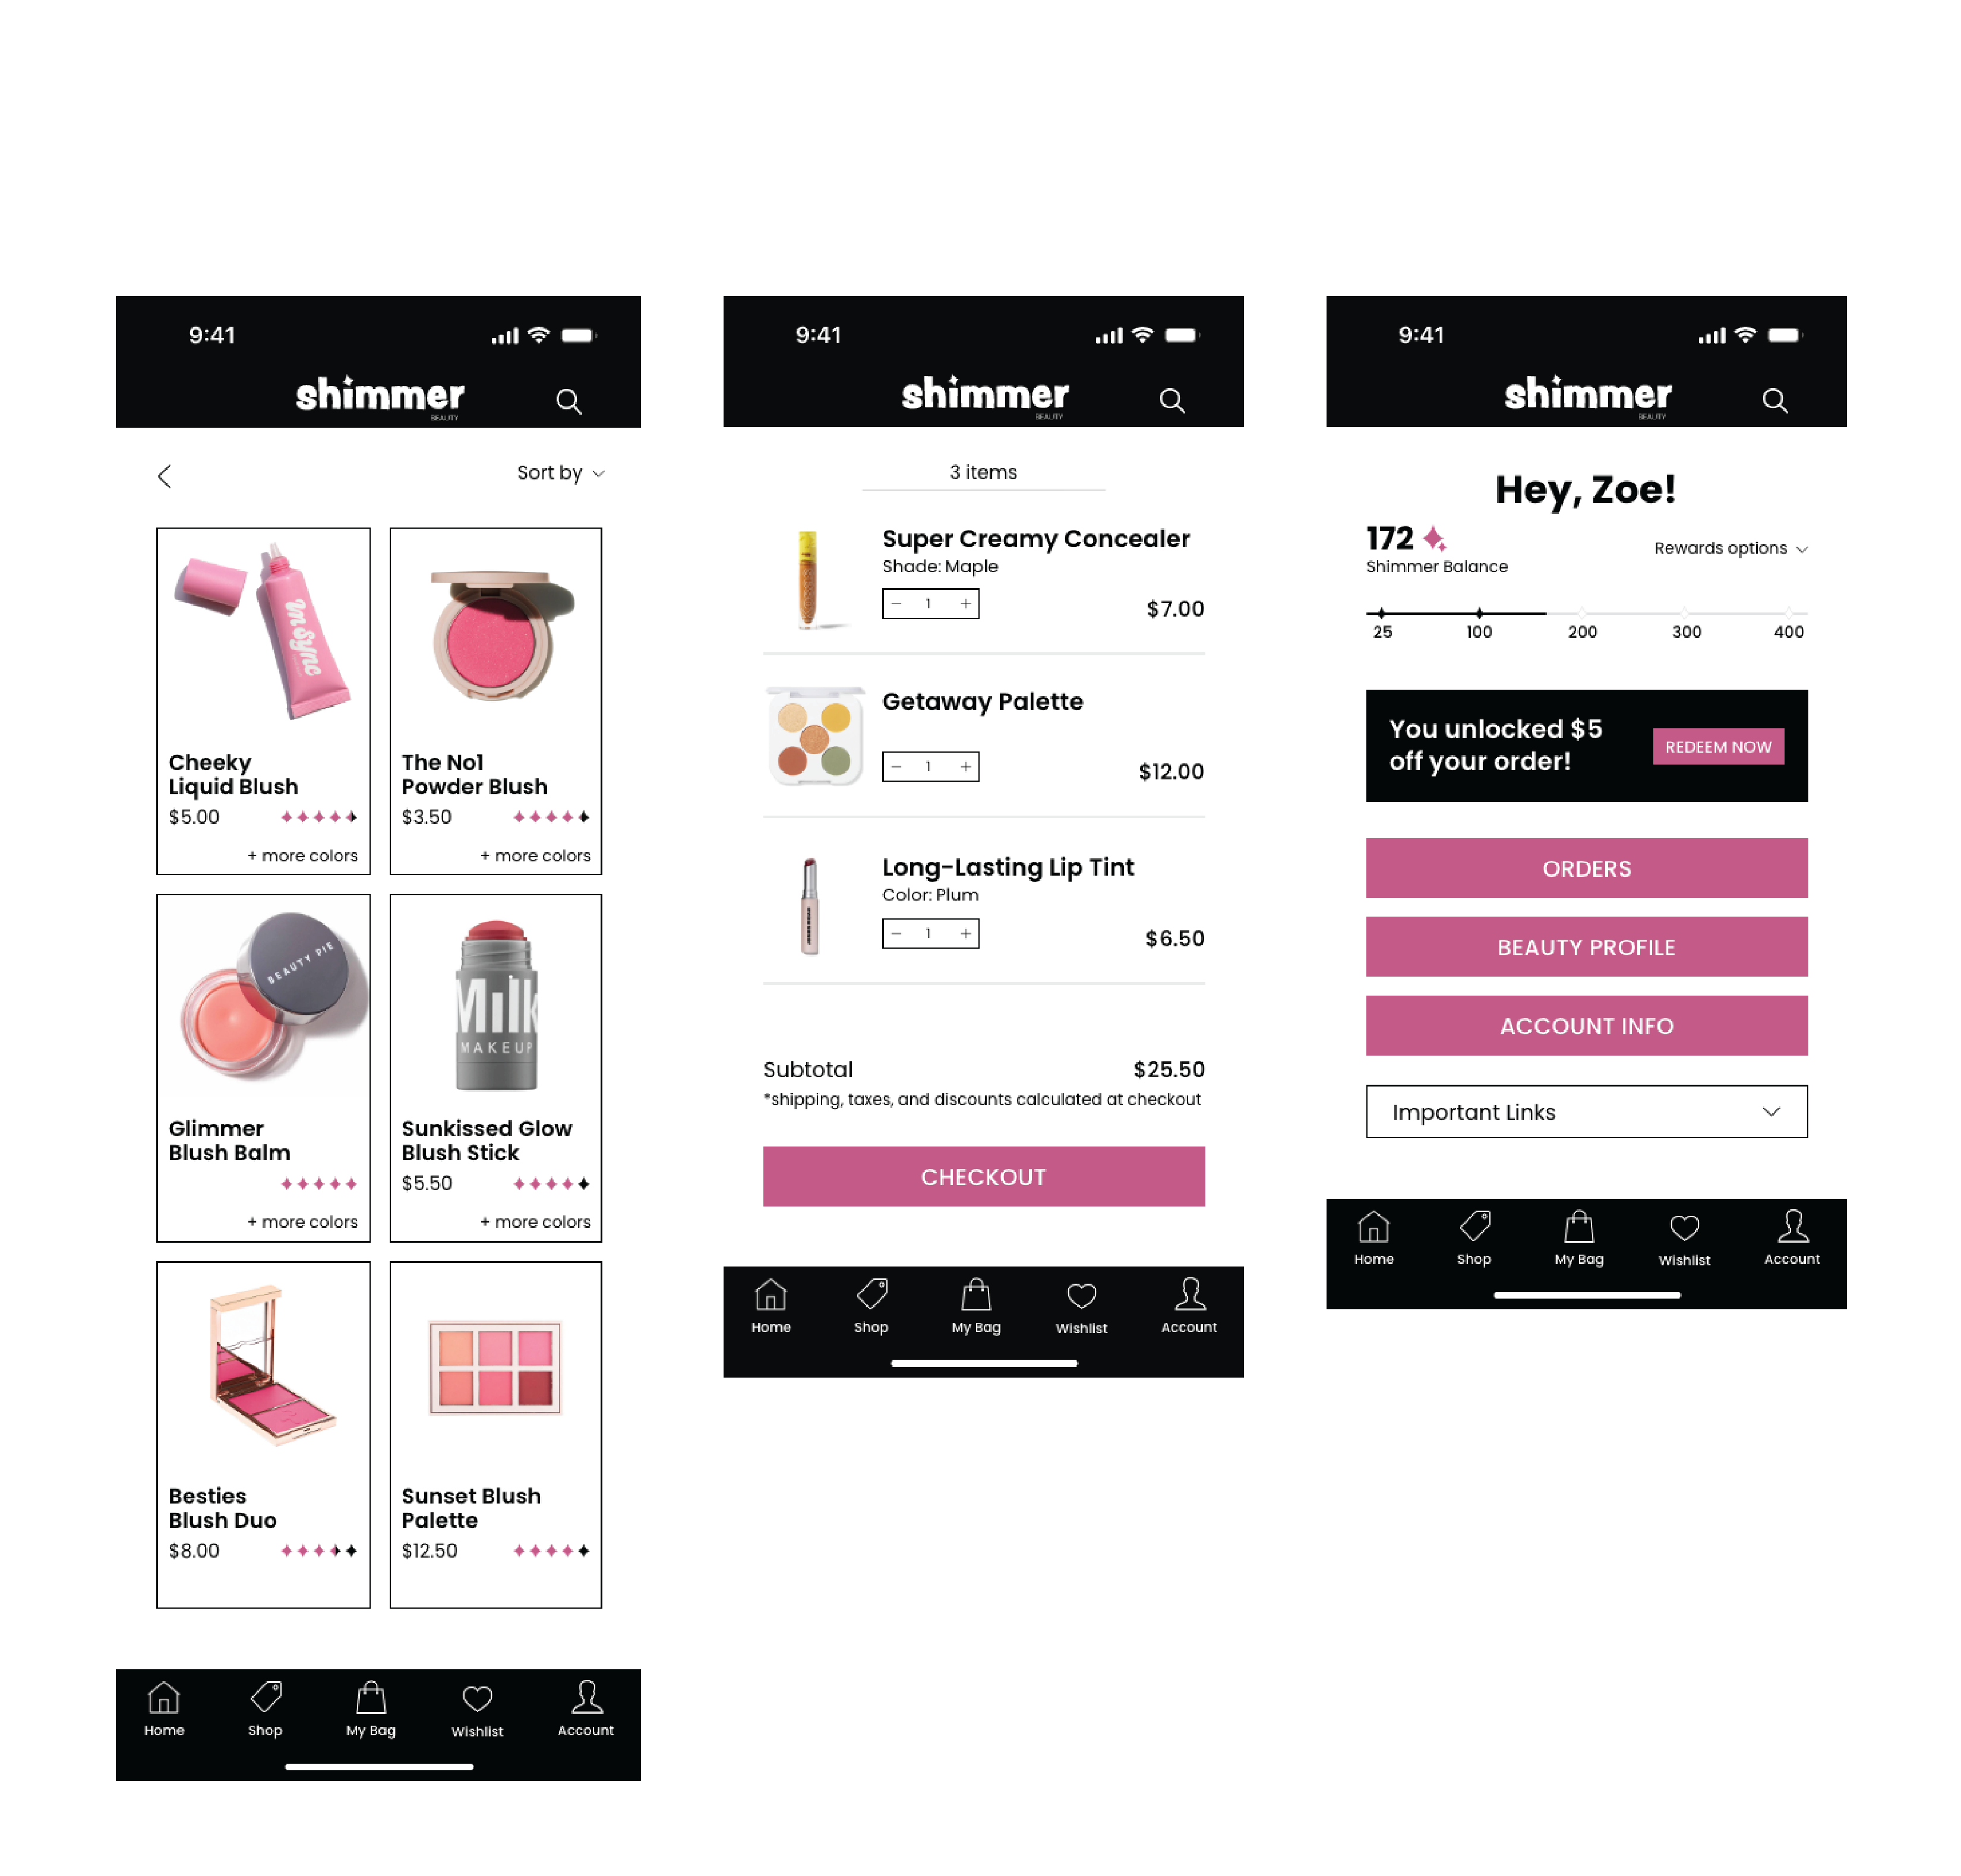 9:41
shimmer
BEAUTY
Sort by
InSync
Cheeky
Liquid Blush
$5.00
+ more colors
The No1
Powder Blush
$3.50
+ more colors
BEAUTY PIE
Glimmer
Blush Balm
+ more colors
Milk
MAKEUP
Sunkissed Glow
Blush Stick
$5.50
+ more colors
Besties
Blush Duo
$8.00
Sunset Blush
Palette
$12.50
Home Shop My Bag Wishlist Account
9:41
shimmer
BEAUTY
3 items
Super Creamy Concealer
Shade: Maple
− 1 +
$7.00
Getaway Palette
− 1 +
$12.00
Long-Lasting Lip Tint
Color: Plum
− 1 +
$6.50
Subtotal $25.50
*shipping, taxes, and discounts calculated at checkout
CHECKOUT
Home Shop My Bag Wishlist Account
9:41
shimmer
BEAUTY
Hey, Zoe!
172
Shimmer Balance
Rewards options
25 100 200 300 400
You unlocked $5
off your order!
REDEEM NOW
ORDERS
BEAUTY PROFILE
ACCOUNT INFO
Important Links
Home Shop My Bag Wishlist Account